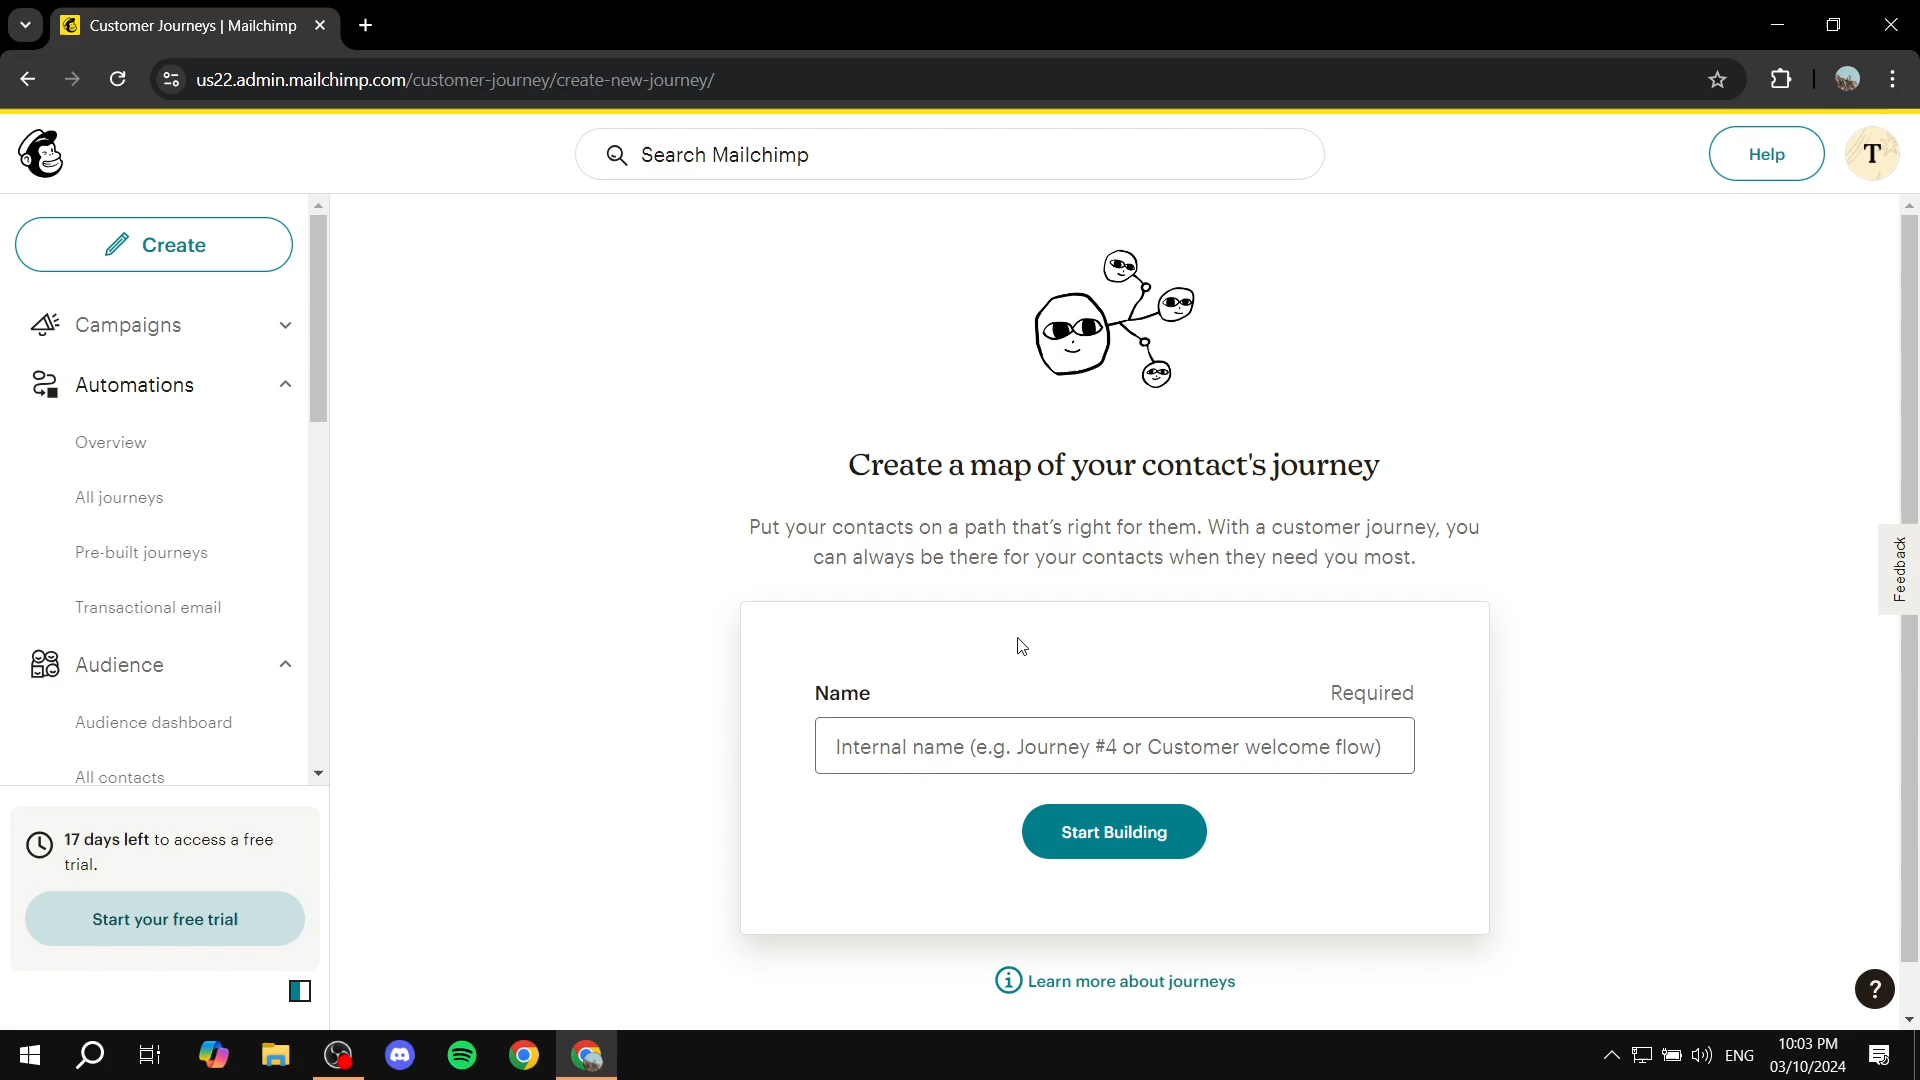 Customer Journeys | Mailchimp
us22.admin.mailchimp.com/customer-journey/create-new-journey/
Search Mailchimp
Help
T
Create
Campaigns
Automations
Overview
All journeys
Pre-built journeys
Transactional email
Audience
Audience dashboard
All contacts
17 days left to access a free
trial.
Start your free trial
Create a map of your contact's journey
Put your contacts on a path that's right for them. With a customer journey, you
can always be there for your contacts when they need you most.
Name Required
Internal name (e.g. Journey #4 or Customer welcome flow)
Start Building
Learn more about journeys
Feedback
?
ENG
10:03 PM
03/10/2024